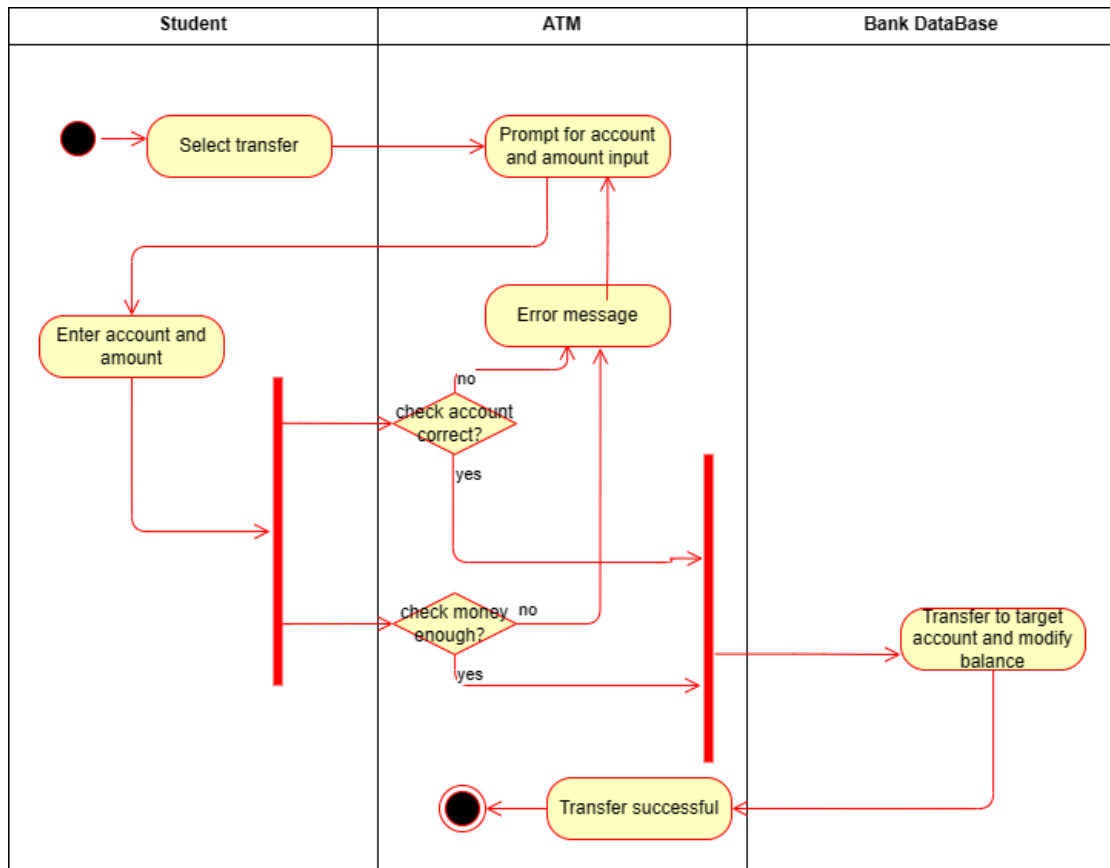 Student
ATM
Bank DataBase
Select transfer
Prompt for account
and amount input
Enter account and
amount
Error message
no
check account
correct?
yes
check money
enough?
no
yes
Transfer to target
account and modify
balance
Transfer successful